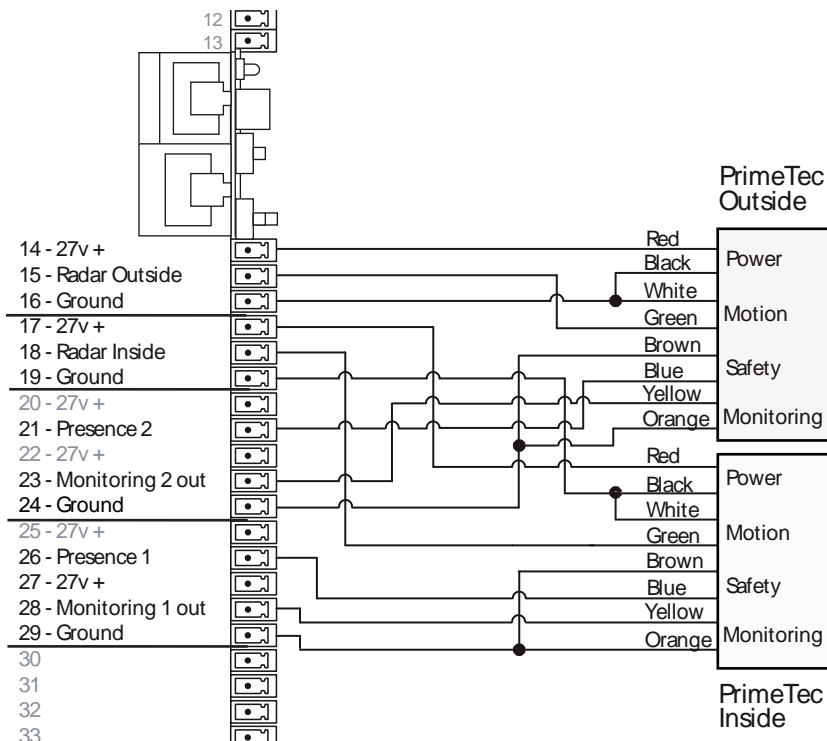 12
13
14 - 27v +
15 - Radar Outside
16 - Ground
17 - 27v +
18 - Radar Inside
19 - Ground
20 - 27v +
21 - Presence 2
22 - 27v +
23 - Monitoring 2 out
24 - Ground
25 - 27v +
26 - Presence 1
27 - 27v +
28 - Monitoring 1 out
29 - Ground
30
31
32
33
PrimeTec
Outside
Red
Black
White
Green
Brown
Blue
Yellow
Orange
Power
Motion
Safety
Monitoring
Red
Black
White
Green
Brown
Blue
Yellow
Orange
Power
Motion
Safety
Monitoring
PrimeTec
Inside